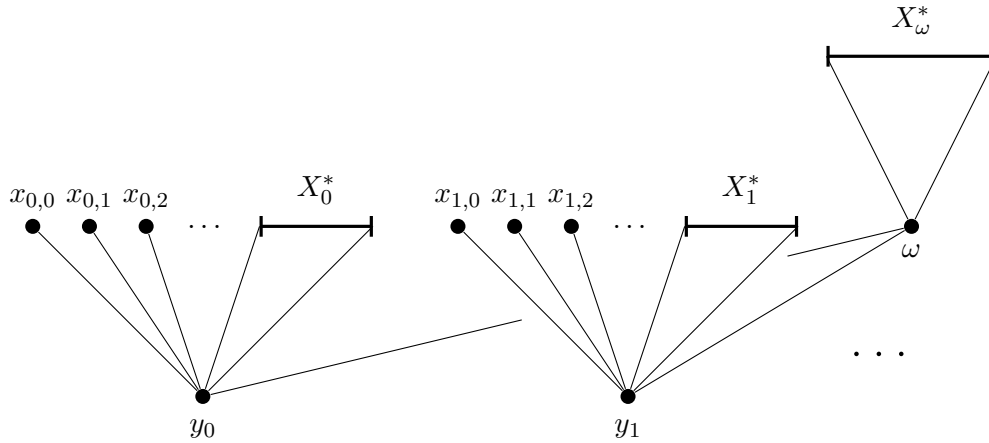 X*_ω
x_{0,0} x_{0,1} x_{0,2} ... X*_0 x_{1,0} x_{1,1} x_{1,2} ... X*_1
ω
...
y_0 y_1